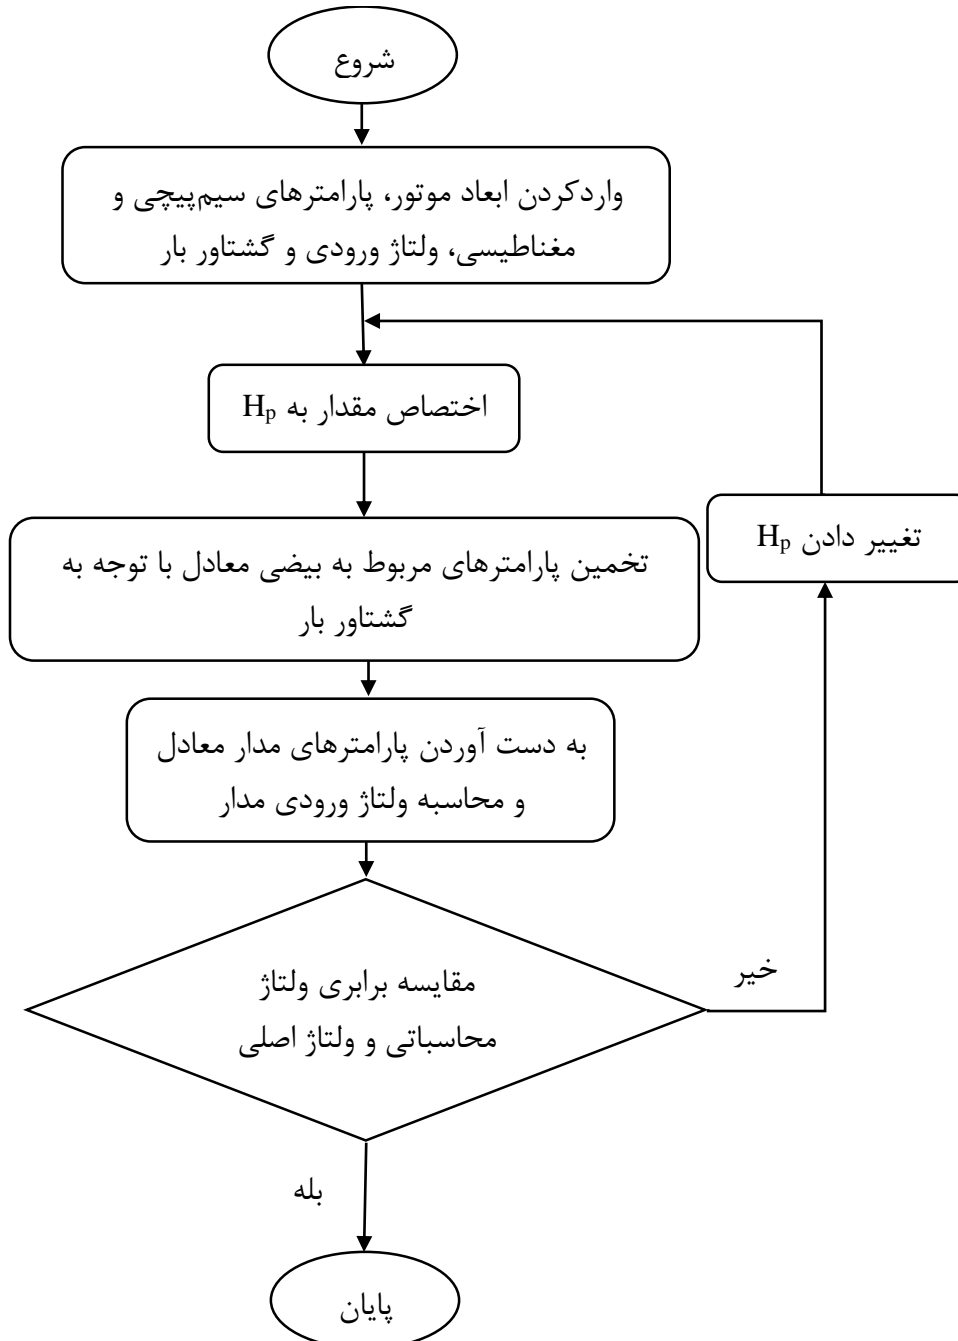 شروع
واردکردن ابعاد موتور، پارامترهای سیم‌پیچی و
مغناطیسی، ولتاژ ورودی و گشتاور بار
اختصاص مقدار به Hp
تغییر دادن Hp
تخمین پارامترهای مربوط به بیضی معادل با توجه به
گشتاور بار
به دست آوردن پارامترهای مدار معادل
و محاسبه ولتاژ ورودی مدار
مقایسه برابری ولتاژ
محاسباتی و ولتاژ اصلی
خیر
بله
پایان